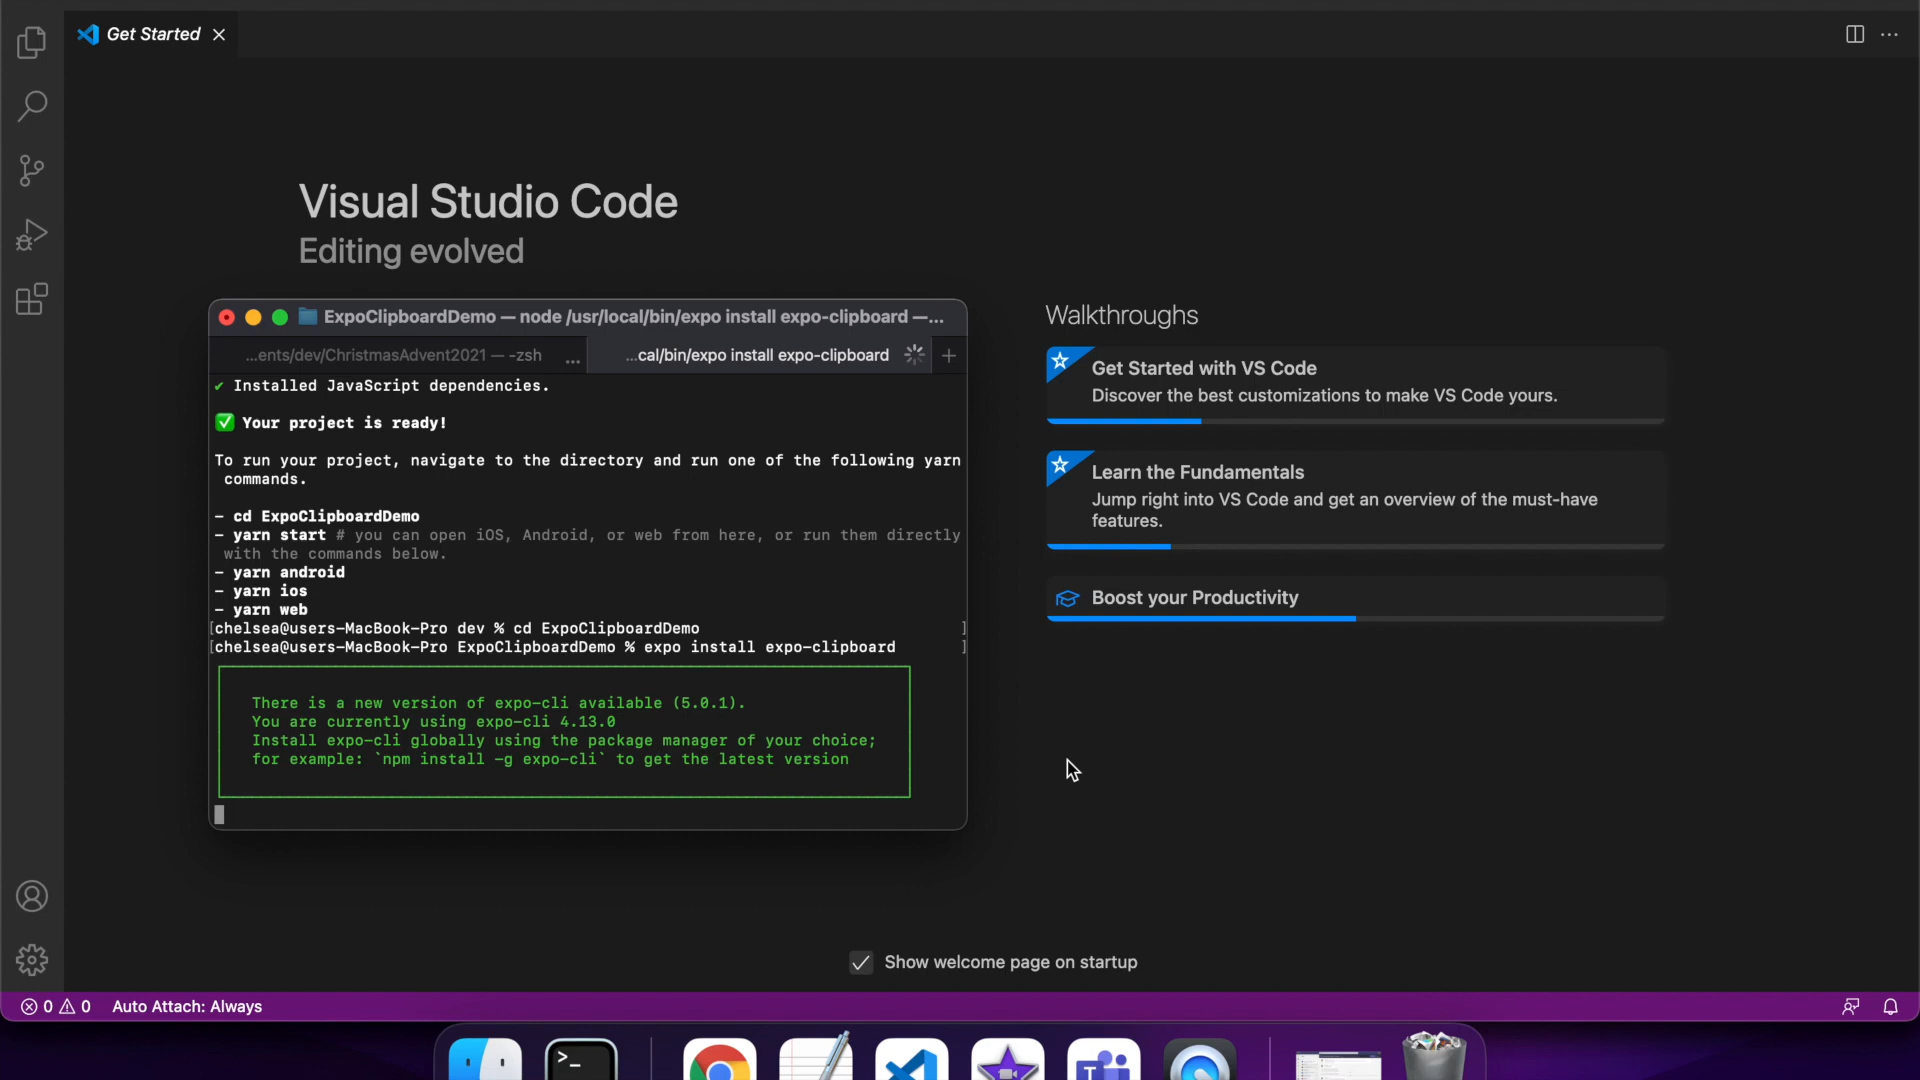 Get Started
Visual Studio Code
Editing evolved
ExpoClipboardDemo — node /usr/local/bin/expo install expo-clipboard —...
...ents/dev/ChristmasAdvent2021 — -zsh ...
...cal/bin/expo install expo-clipboard
✔ Installed JavaScript dependencies.
✅ Your project is ready!
To run your project, navigate to the directory and run one of the following yarn
commands.
- cd ExpoClipboardDemo
- yarn start # you can open iOS, Android, or web from here, or run them directly
with the commands below.
- yarn android
- yarn ios
- yarn web
[chelsea@users-MacBook-Pro dev % cd ExpoClipboardDemo ]
[chelsea@users-MacBook-Pro ExpoClipboardDemo % expo install expo-clipboard ]
There is a new version of expo-cli available (5.0.1).
You are currently using expo-cli 4.13.0
Install expo-cli globally using the package manager of your choice;
for example: `npm install -g expo-cli` to get the latest version
Walkthroughs
Get Started with VS Code
Discover the best customizations to make VS Code yours.
Learn the Fundamentals
Jump right into VS Code and get an overview of the must-have
features.
Boost your Productivity
Show welcome page on startup
0 0 Auto Attach: Always
>_
T